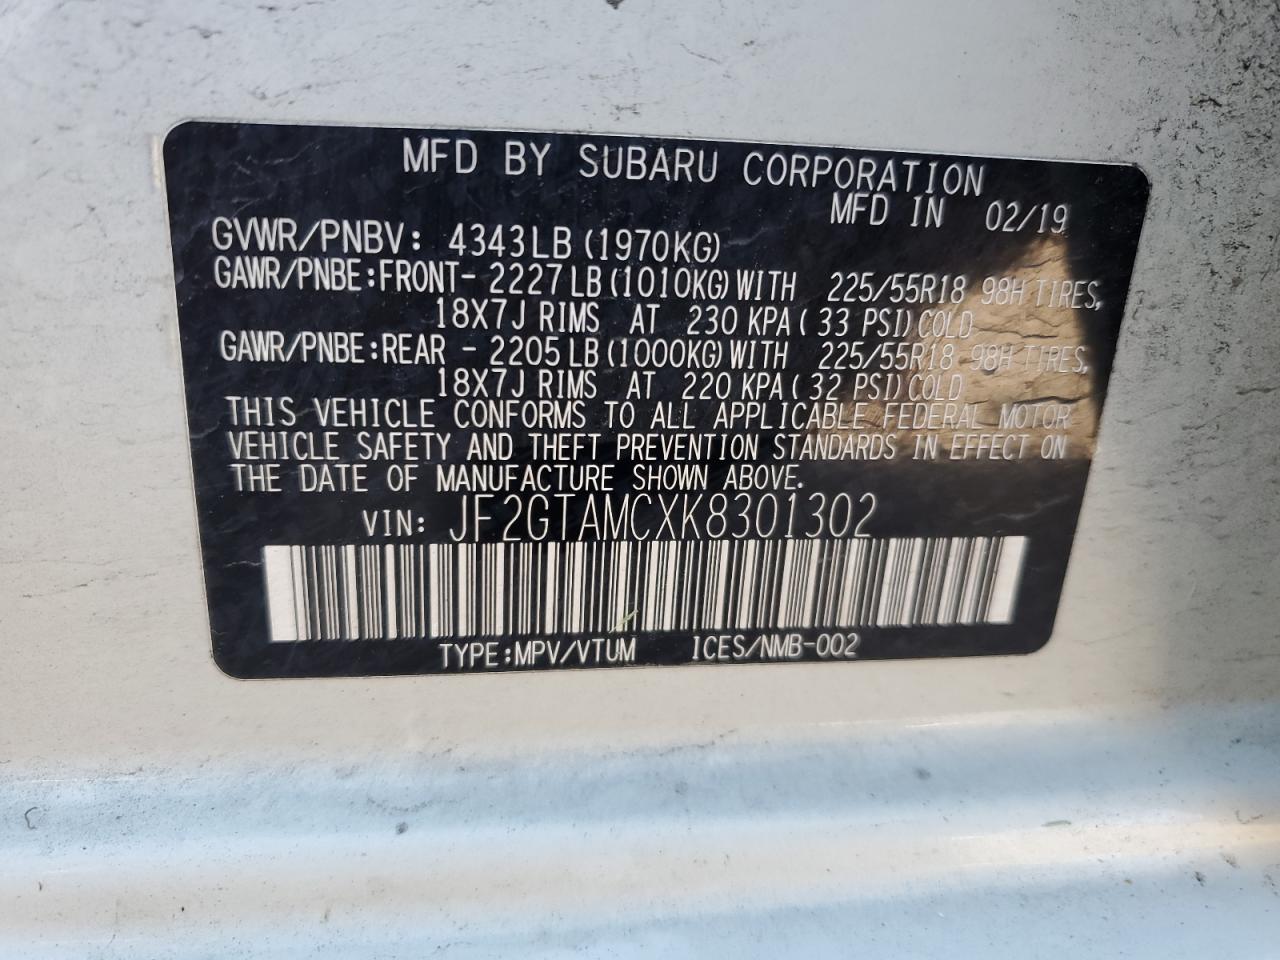 MFD BY SUBARU CORPORATION
MFD IN 02/19
GVWR/PNBV: 4343LB (1970KG)
GAWR/PNBE:FRONT- 2227LB (1010KG) WITH 225/55R18 98H TIRES,
18X7J RIMS AT 230 KPA( 33 PSI) COLD
GAWR/PNBE:REAR - 2205LB (1000KG) WITH 225/55R18 98H TIRES,
18X7J RIMS AT 220 KPA( 32 PSI) COLD
THIS VEHICLE CONFORMS TO ALL APPLICABLE FEDERAL MOTOR
VEHICLE SAFETY AND THEFT PREVENTION STANDARDS IN EFFECT ON
THE DATE OF MANUFACTURE SHOWN ABOVE.
VIN: JF2GTAMCXK8301302
TYPE:MPV/VTUM ICES/NMB-002